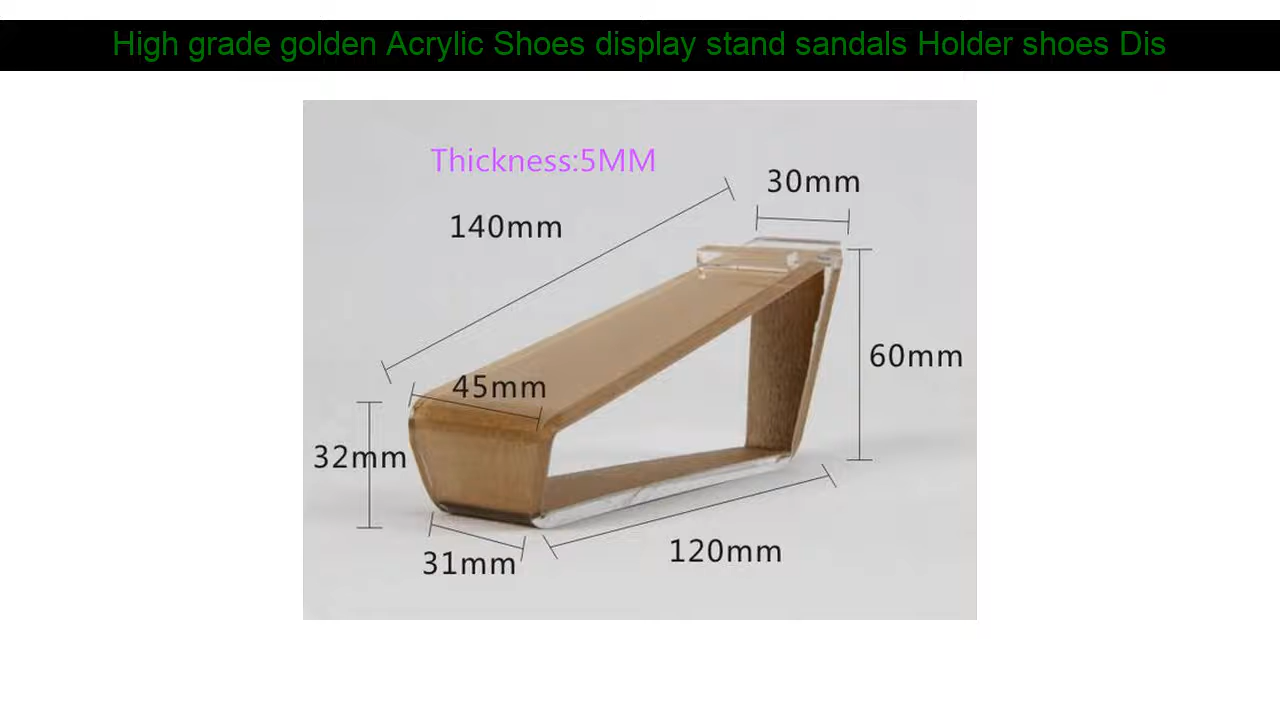 High grade golden Acrylic Shoes display stand sandals Holder shoes Dis
Thickness:5MM
30mm
140mm
60mm
45mm
32mm
120mm
31mm